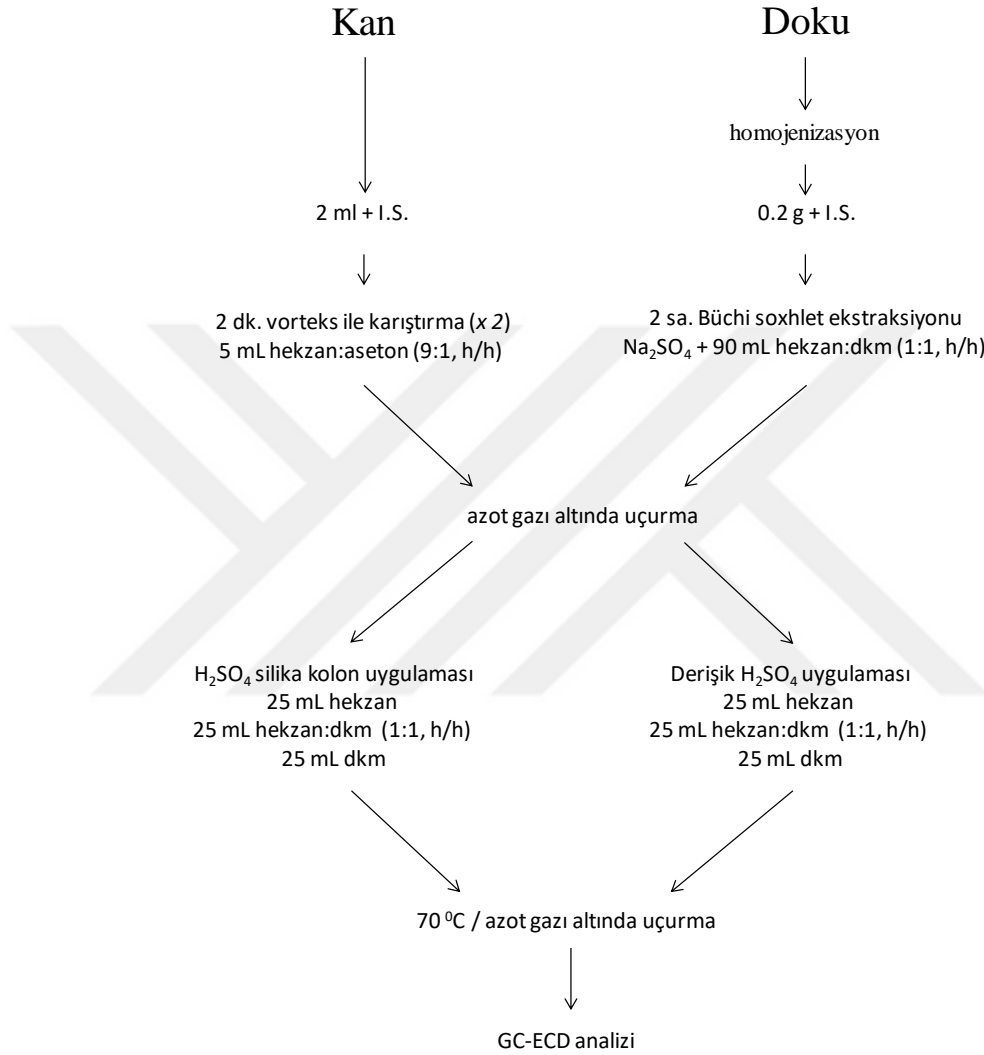 Kan
Doku
homojenizasyon
2 ml + I.S.
0.2 g + I.S.
2 dk. vorteks ile karıştırma (x 2)
5 mL hekzan:aseton (9:1, h/h)
2 sa. Büchi soxhlet ekstraksiyonu
Na₂SO₄ + 90 mL hekzan:dkm (1:1, h/h)
azot gazı altında uçurma
H₂SO₄ silika kolon uygulaması
25 mL hekzan
25 mL hekzan:dkm (1:1, h/h)
25 mL dkm
Derişik H₂SO₄ uygulaması
25 mL hekzan
25 mL hekzan:dkm (1:1, h/h)
25 mL dkm
70 ⁰C / azot gazı altında uçurma
GC-ECD analizi